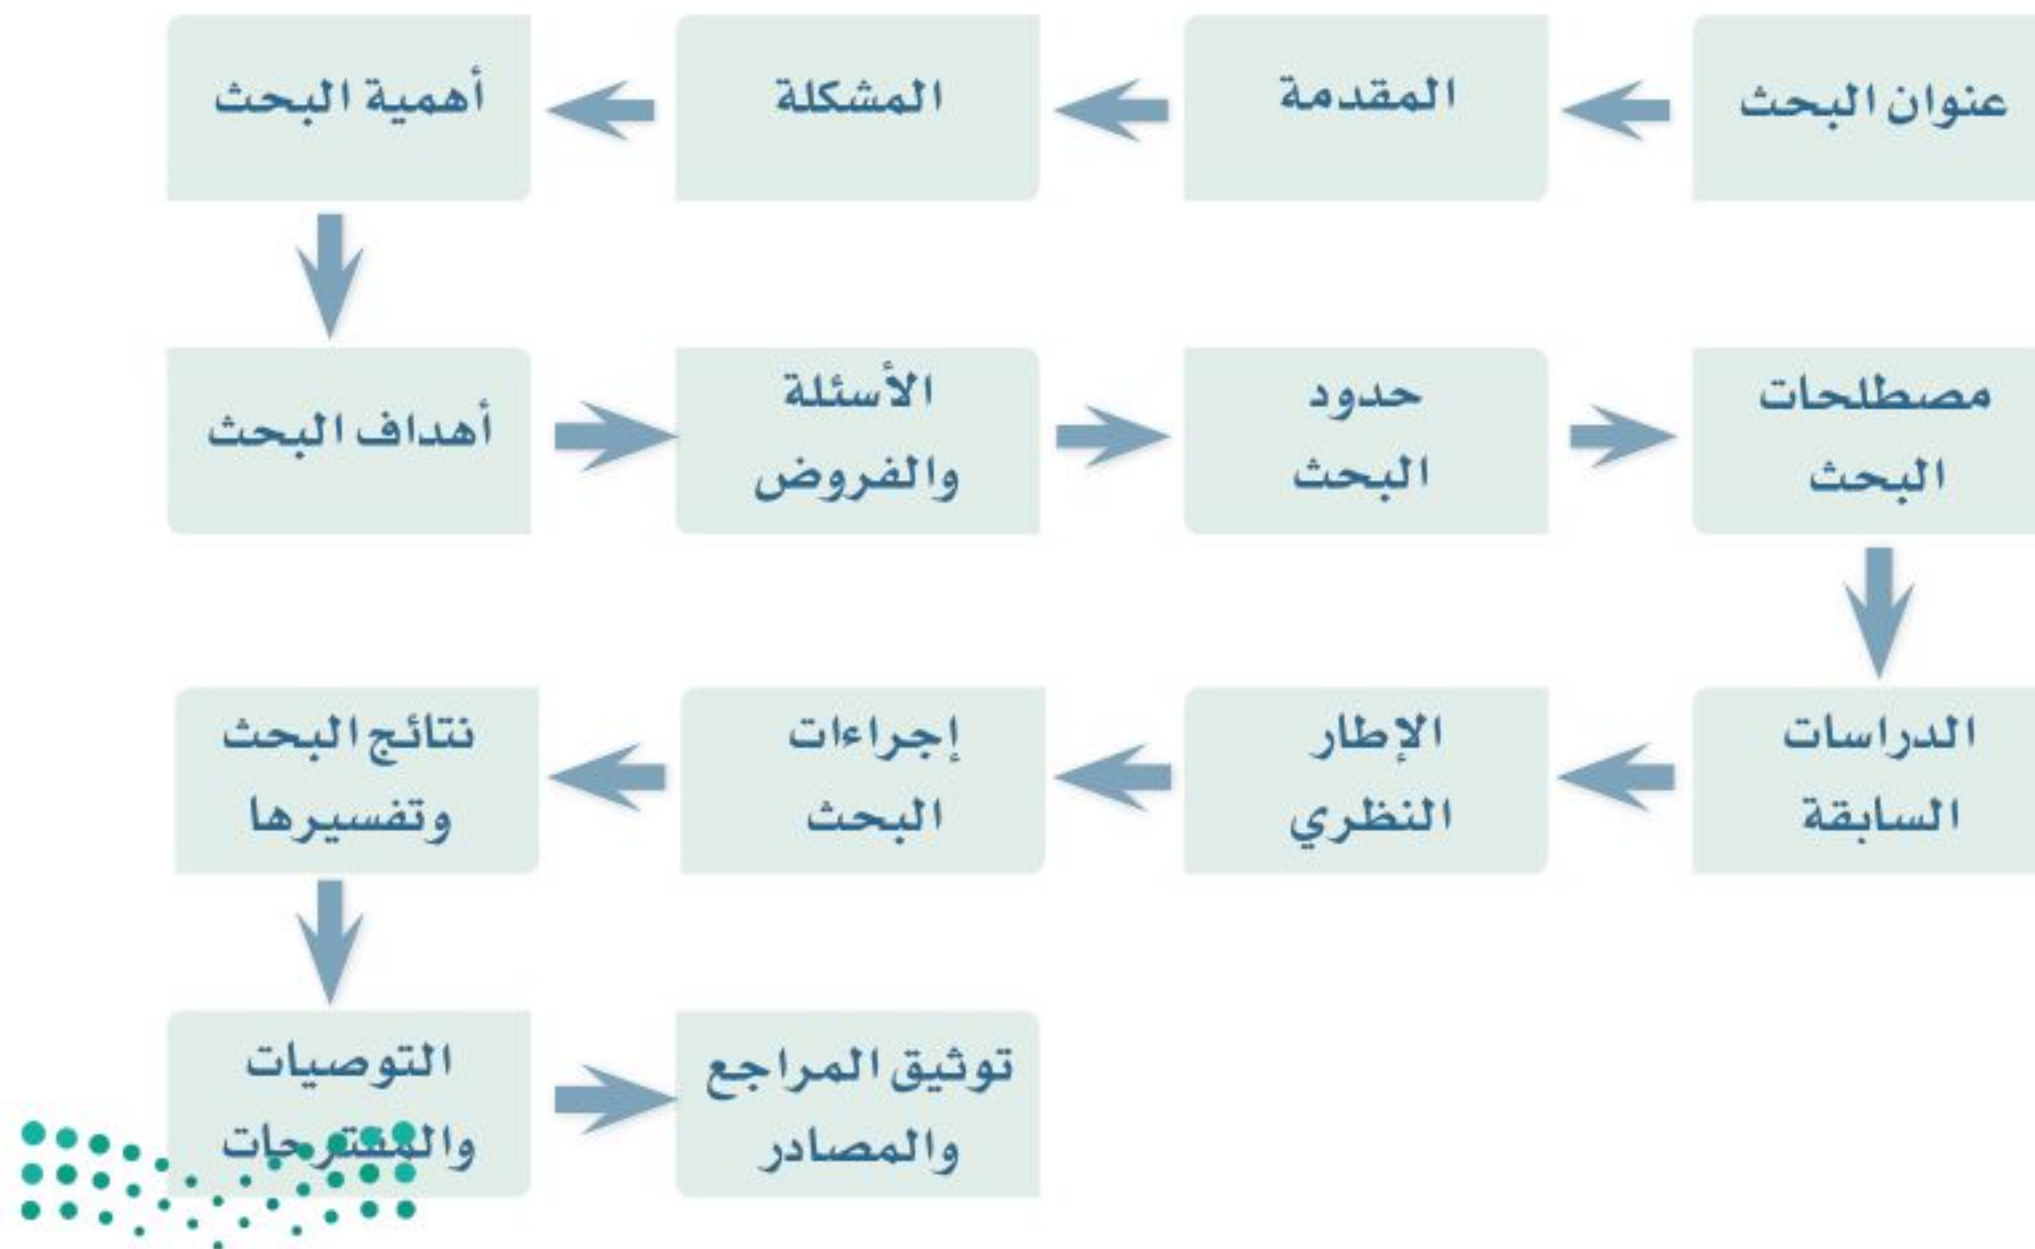 عنوان البحث
المقدمة
المشكلة
أهمية البحث
أهداف البحث
الأسئلة
والفروض
حدود
البحث
مصطلحات
البحث
الدراسات
السابقة
الإطار
النظري
إجراءات
البحث
نتائج البحث
وتفسيرها
التوصيات
والمقترحات
توثيق المراجع
والمصادر